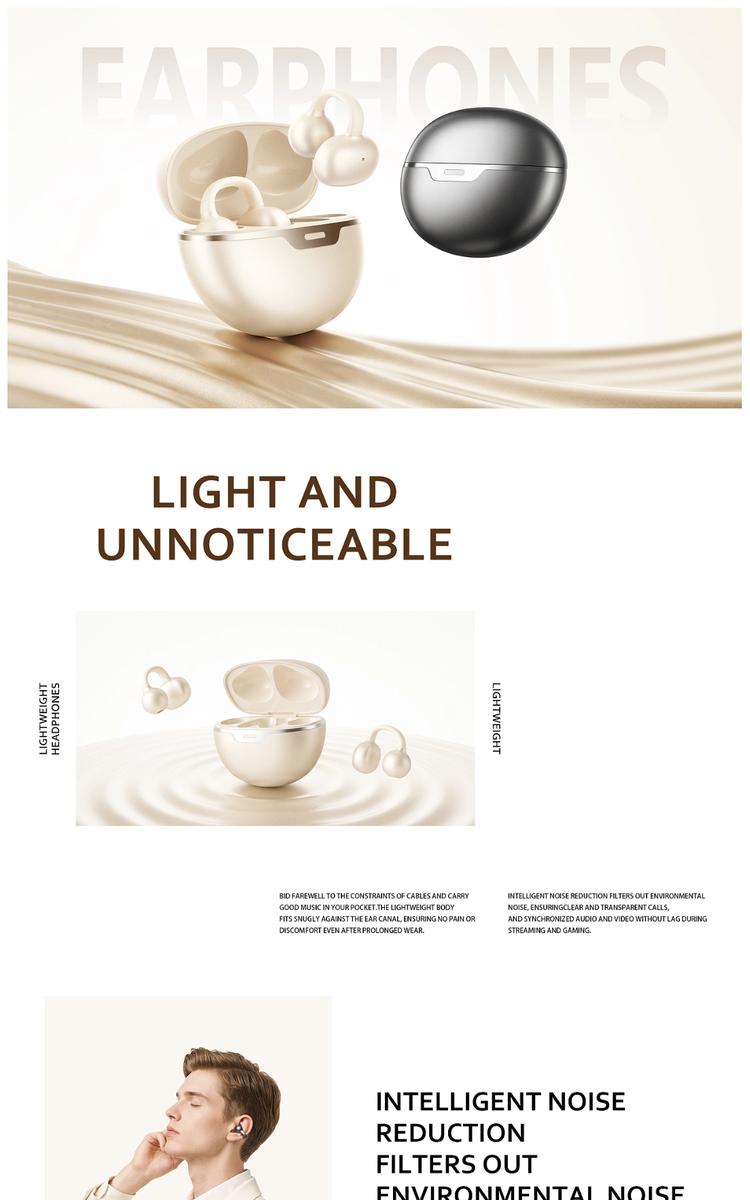 EARPHONES
LIGHT AND
UNNOTICEABLE
LIGHTWEIGHT
HEADPHONES
LIGHTWEIGHT
BID FAREWELL TO THE CONSTRAINTS OF CABLES AND CARRY
GOOD MUSIC IN YOUR POCKET.THE LIGHTWEIGHT BODY
FITS SNUGLY AGAINST THE EAR CANAL, ENSURING NO PAIN OR
DISCOMFORT EVEN AFTER PROLONGED WEAR.
INTELLIGENT NOISE REDUCTION FILTERS OUT ENVIRONMENTAL
NOISE, ENSURINGCLEAR AND TRANSPARENT CALLS,
AND SYNCHRONIZED AUDIO AND VIDEO WITHOUT LAG DURING
STREAMING AND GAMING.
INTELLIGENT NOISE
REDUCTION
FILTERS OUT
ENVIRONMENTAL NOISE